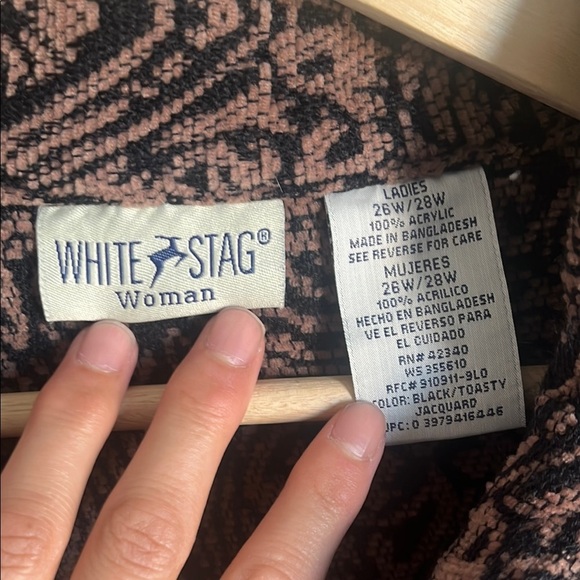 WHITE STAG®
Woman
LADIES
26W/28W
100% ACRYLIC
MADE IN BANGLADESH
SEE REVERSE FOR CARE
MUJERES
26W/28W
100% ACRILICO
HECHO EN BANGLADESH
VE EL REVERSO PARA
EL CUIDADO
RN# 42340
WS 355610
RFC# 910911-9L0
COLOR: BLACK/TOASTY
JACQUARD
UPC: 0 3979416446